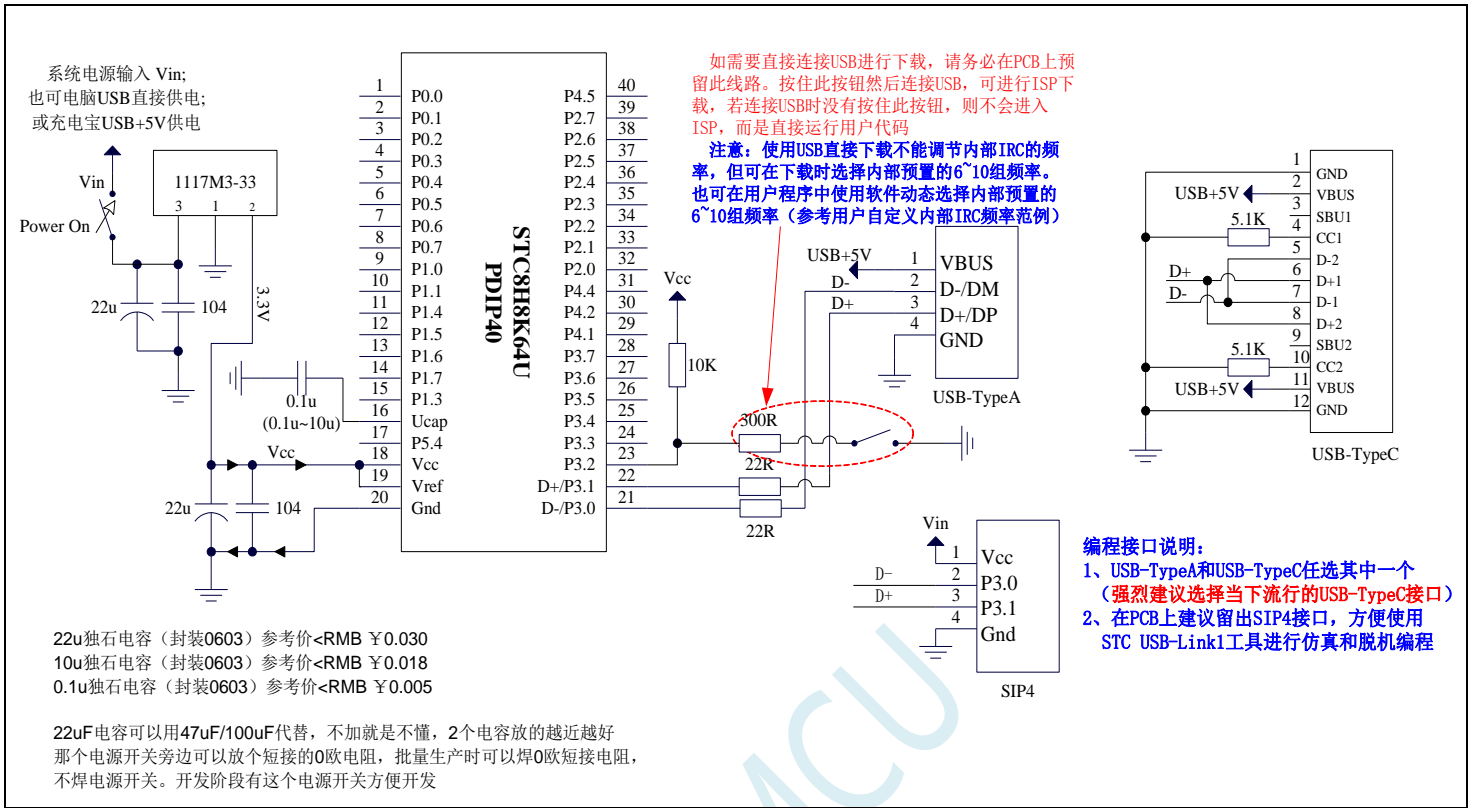 系统电源输入 Vin;
也可电脑USB直接供电;
或充电宝USB+5V供电
Vin
Power On
1117M3-33
3 1 2
22u
104
3.3V
0.1u
(0.1u~10u)
Vcc
22u
104
STC8H8K64U
PDIP40
1 P0.0
2 P0.1
3 P0.2
4 P0.3
5 P0.4
6 P0.5
7 P0.6
8 P0.7
9 P1.0
10 P1.1
11 P1.4
12 P1.5
13 P1.6
14 P1.7
15 P1.3
16 Ucap
17 P5.4
18 Vcc
19 Vref
20 Gnd
P4.5 40
P2.7 39
P2.6 38
P2.5 37
P2.4 36
P2.3 35
P2.2 34
P2.1 33
P2.0 32
P4.4 31
P4.2 30
P4.1 29
P3.7 28
P3.6 27
P3.5 26
P3.4 25
P3.3 24
P3.2 23
D+/P3.1 22
D-/P3.0 21
如需要直接连接USB进行下载，请务必在PCB上预
留此线路。按住此按钮然后连接USB，可进行ISP下
载，若连接USB时没有按住此按钮，则不会进入
ISP，而是直接运行用户代码
注意：使用USB直接下载不能调节内部IRC的频
率，但可在下载时选择内部预置的6~10组频率。
也可在用户程序中使用软件动态选择内部预置的
6~10组频率（参考用户自定义内部IRC频率范例）
Vcc
10K
300R
22R
22R
USB+5V
D-
D+
1 VBUS
2 D-/DM
3 D+/DP
4 GND
USB-TypeA
Vin
D-
D+
1 Vcc
2 P3.0
3 P3.1
4 Gnd
SIP4
USB+5V
5.1K
D+
D-
5.1K
USB+5V
1 GND
2 VBUS
3 SBU1
4 CC1
5 D-2
6 D+1
7 D-1
8 D+2
9 SBU2
10 CC2
11 VBUS
12 GND
USB-TypeC
编程接口说明：
1、USB-TypeA和USB-TypeC任选其中一个
（强烈建议选择当下流行的USB-TypeC接口）
2、在PCB上建议留出SIP4接口，方便使用
STC USB-Link1工具进行仿真和脱机编程
22u独石电容（封装0603）参考价<RMB ￥0.030
10u独石电容（封装0603）参考价<RMB ￥0.018
0.1u独石电容（封装0603）参考价<RMB ￥0.005
22uF电容可以用47uF/100uF代替，不加就是不懂，2个电容放的越近越好
那个电源开关旁边可以放个短接的0欧电阻，批量生产时可以焊0欧短接电阻，
不焊电源开关。开发阶段有这个电源开关方便开发
MCU